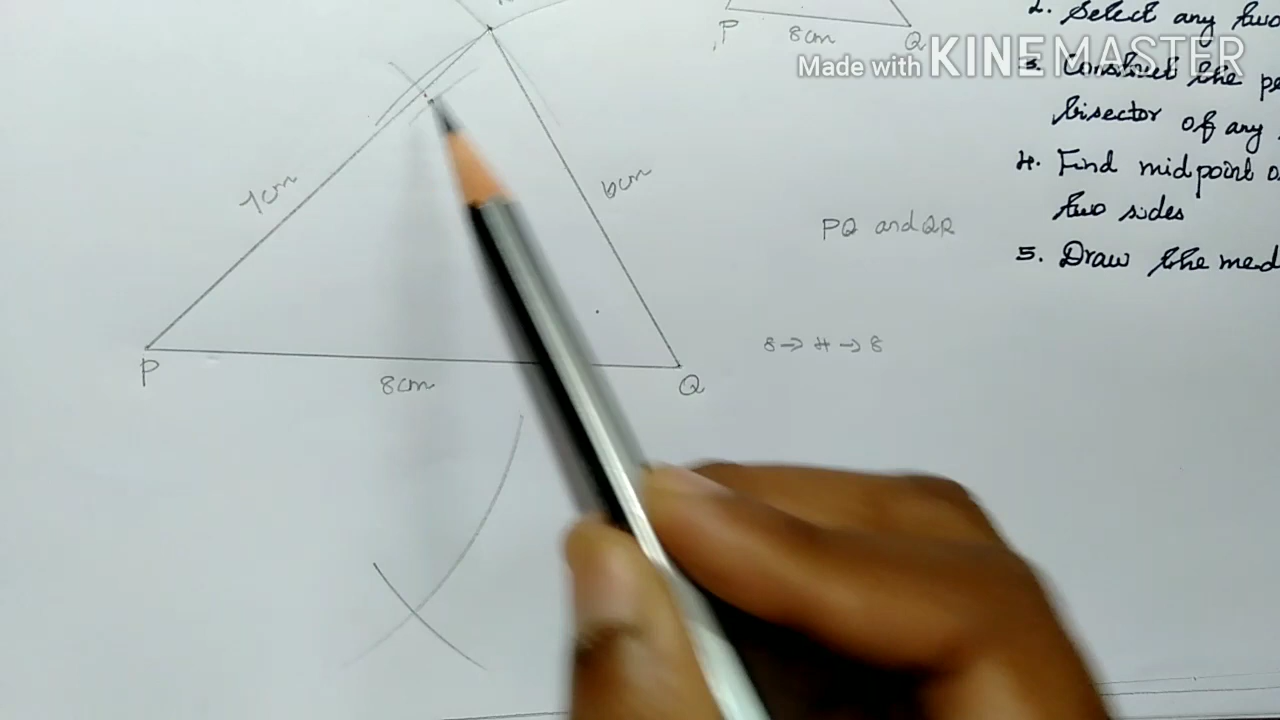 P
8cm
Q
Made with KINEMASTER
2. Select any two
3. Construct the pe
bisector of any
4. Find midpoint o
two sides
5. Draw the med
7cm
6cm
PQ and QR
P
8cm
Q
8 → 4 → 8